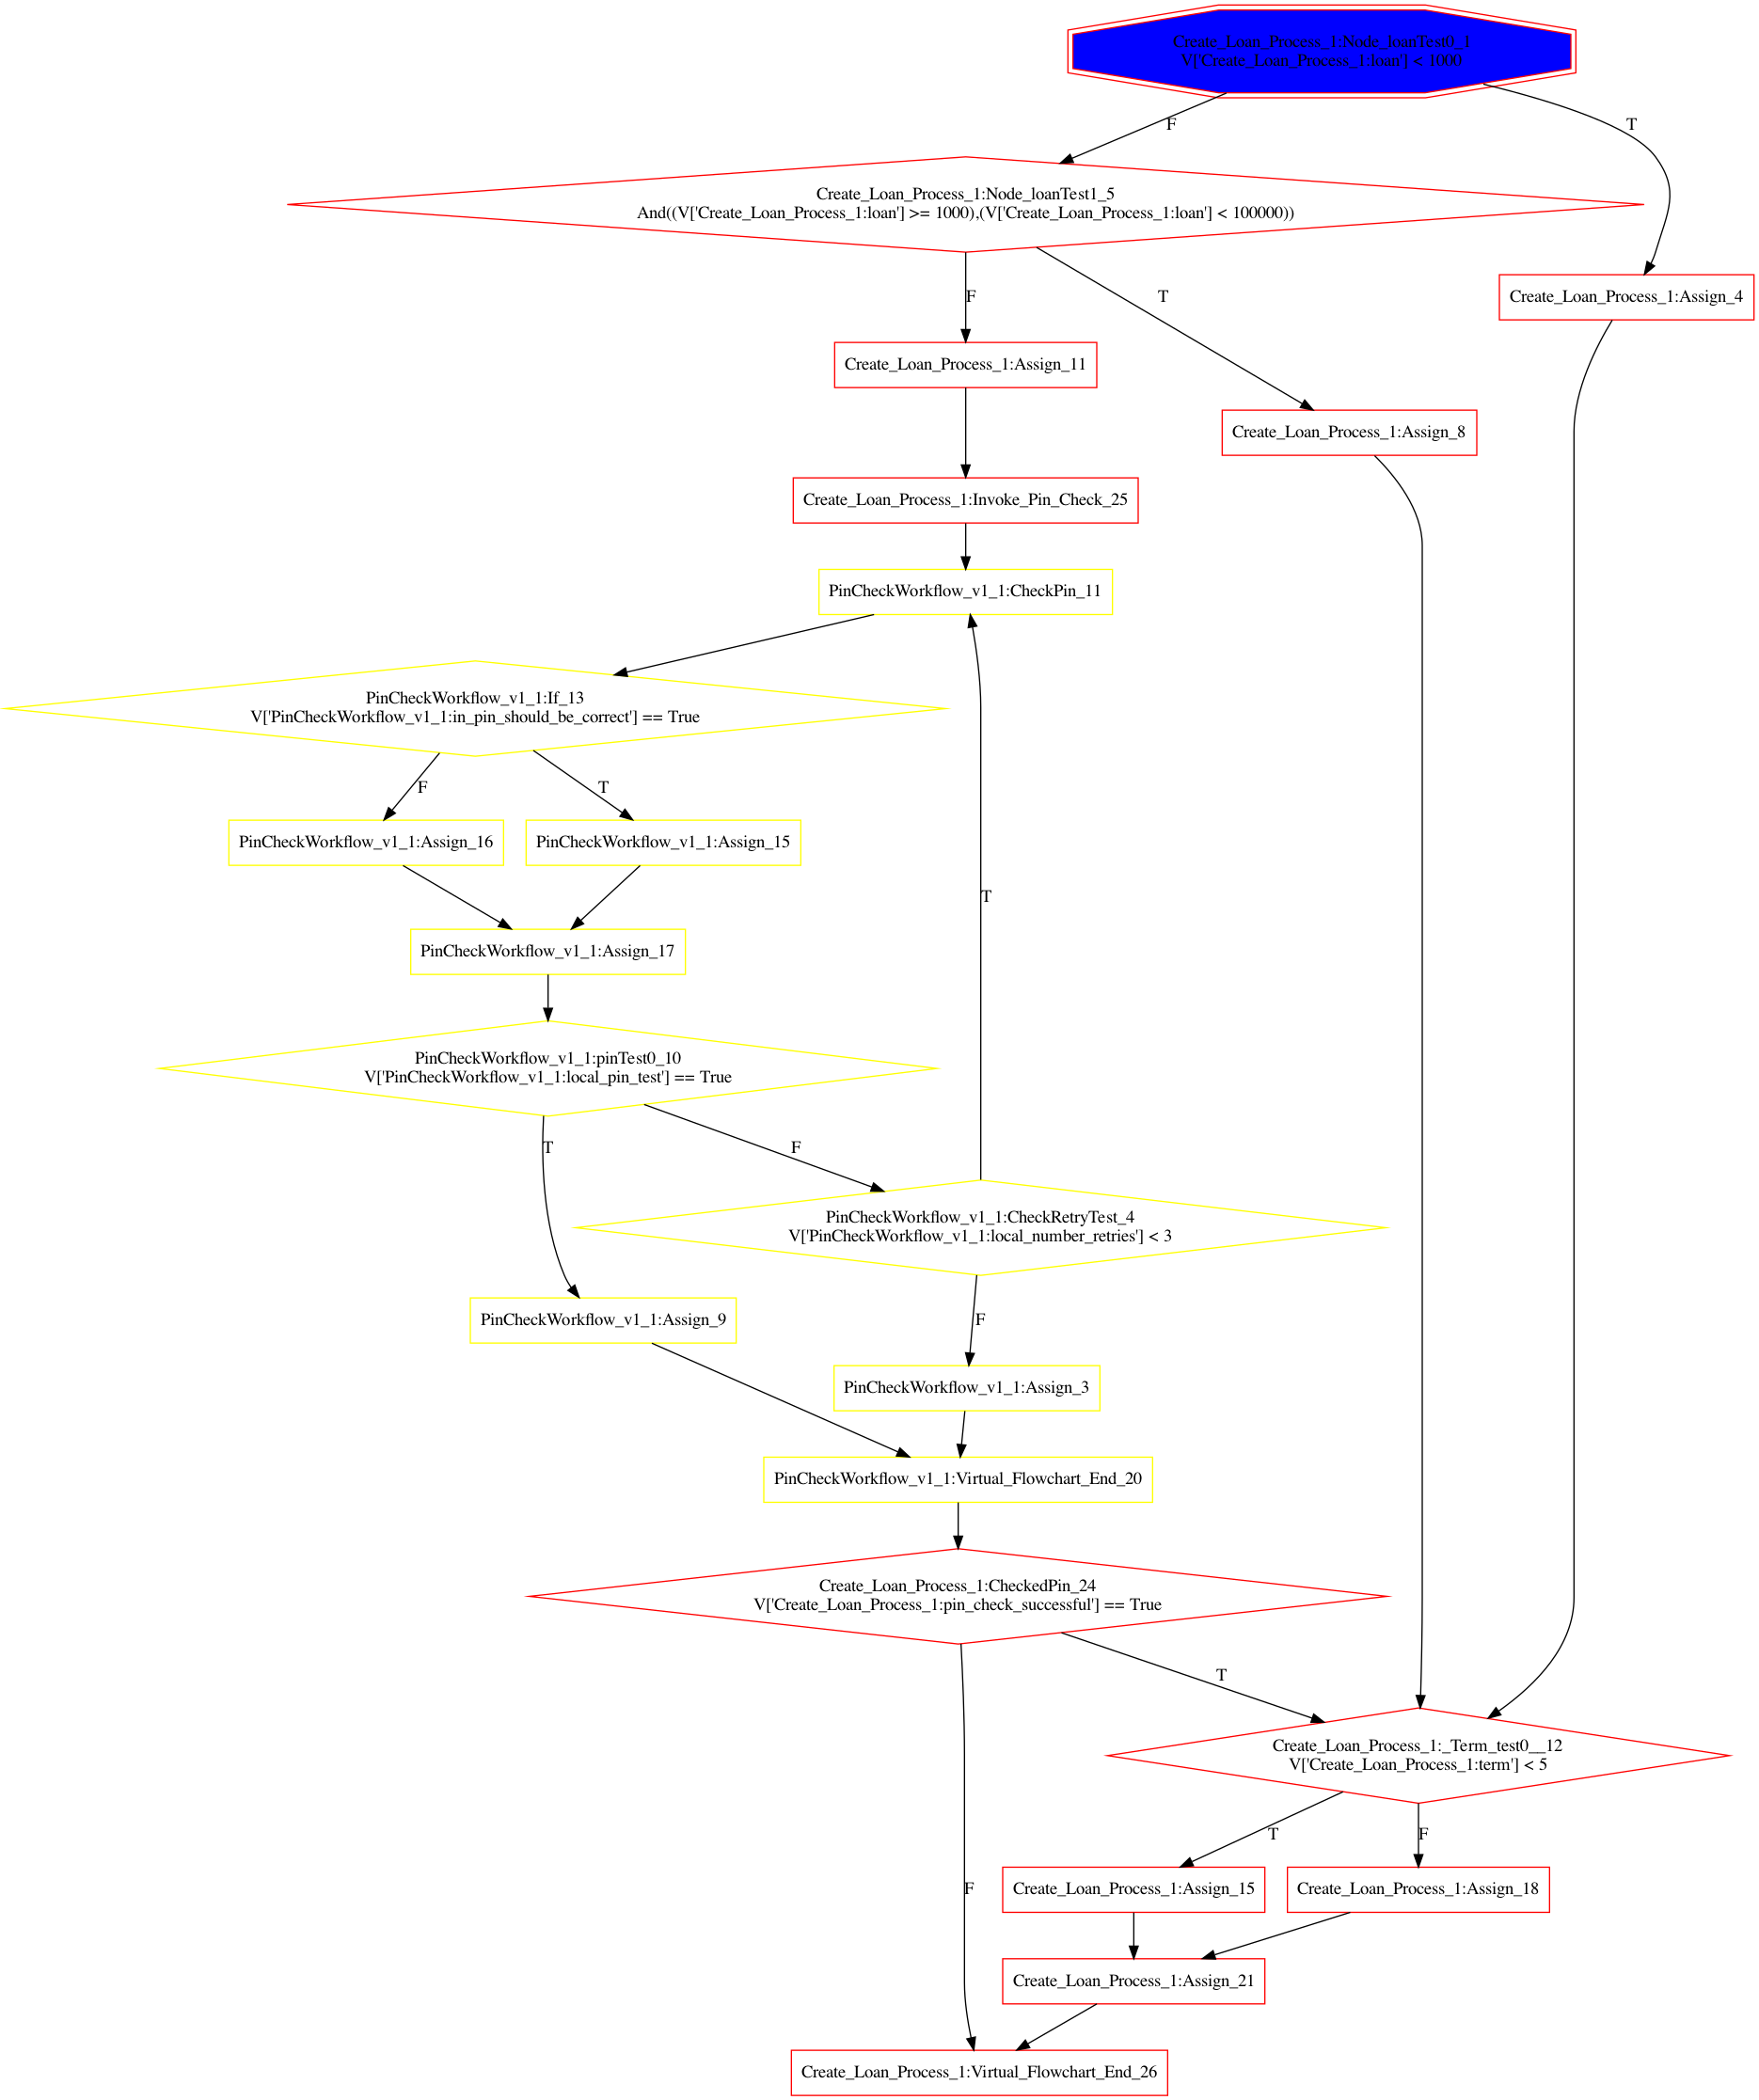 Create_Loan_Process_1:Node_loanTest0_1
V['Create_Loan_Process_1:loan'] < 1000
F
T
Create_Loan_Process_1:Node_loanTest1_5
And((V['Create_Loan_Process_1:loan'] >= 1000),(V['Create_Loan_Process_1:loan'] < 100000))
F
T
Create_Loan_Process_1:Assign_4
Create_Loan_Process_1:Assign_11
Create_Loan_Process_1:Assign_8
Create_Loan_Process_1:Invoke_Pin_Check_25
PinCheckWorkflow_v1_1:CheckPin_11
PinCheckWorkflow_v1_1:If_13
V['PinCheckWorkflow_v1_1:in_pin_should_be_correct'] == True
F
T
PinCheckWorkflow_v1_1:Assign_16
PinCheckWorkflow_v1_1:Assign_15
T
PinCheckWorkflow_v1_1:Assign_17
PinCheckWorkflow_v1_1:pinTest0_10
V['PinCheckWorkflow_v1_1:local_pin_test'] == True
T
F
PinCheckWorkflow_v1_1:CheckRetryTest_4
V['PinCheckWorkflow_v1_1:local_number_retries'] < 3
PinCheckWorkflow_v1_1:Assign_9
F
PinCheckWorkflow_v1_1:Assign_3
PinCheckWorkflow_v1_1:Virtual_Flowchart_End_20
Create_Loan_Process_1:CheckedPin_24
V['Create_Loan_Process_1:pin_check_successful'] == True
T
Create_Loan_Process_1:_Term_test0__12
V['Create_Loan_Process_1:term'] < 5
T
F
F
Create_Loan_Process_1:Assign_15
Create_Loan_Process_1:Assign_18
Create_Loan_Process_1:Assign_21
Create_Loan_Process_1:Virtual_Flowchart_End_26